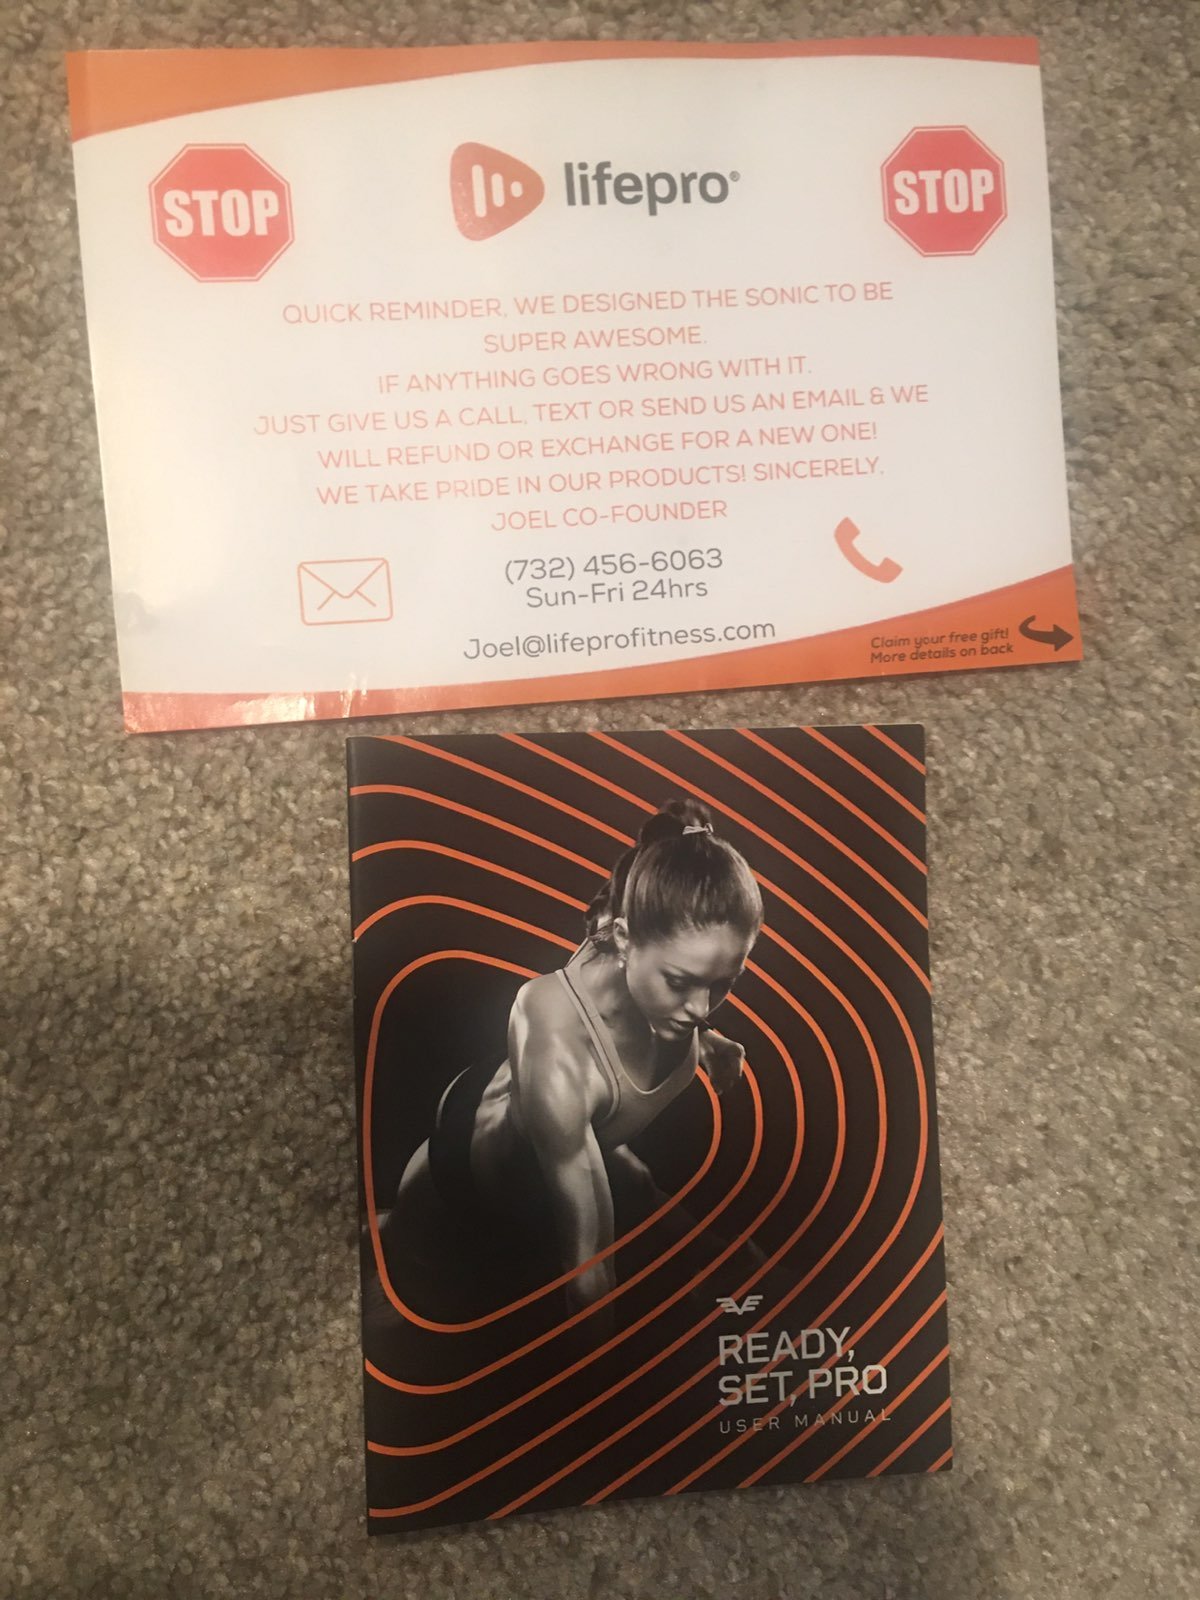 STOP
lifepro®
STOP
QUICK REMINDER, WE DESIGNED THE SONIC TO BE
SUPER AWESOME.
IF ANYTHING GOES WRONG WITH IT.
JUST GIVE US A CALL, TEXT OR SEND US AN EMAIL & WE
WILL REFUND OR EXCHANGE FOR A NEW ONE!
WE TAKE PRIDE IN OUR PRODUCTS! SINCERELY,
JOEL CO-FOUNDER
(732) 456-6063
Sun-Fri 24hrs
Joel@lifeprofitness.com
Claim your free gift!
More details on back
READY,
SET, PRO
USER MANUAL